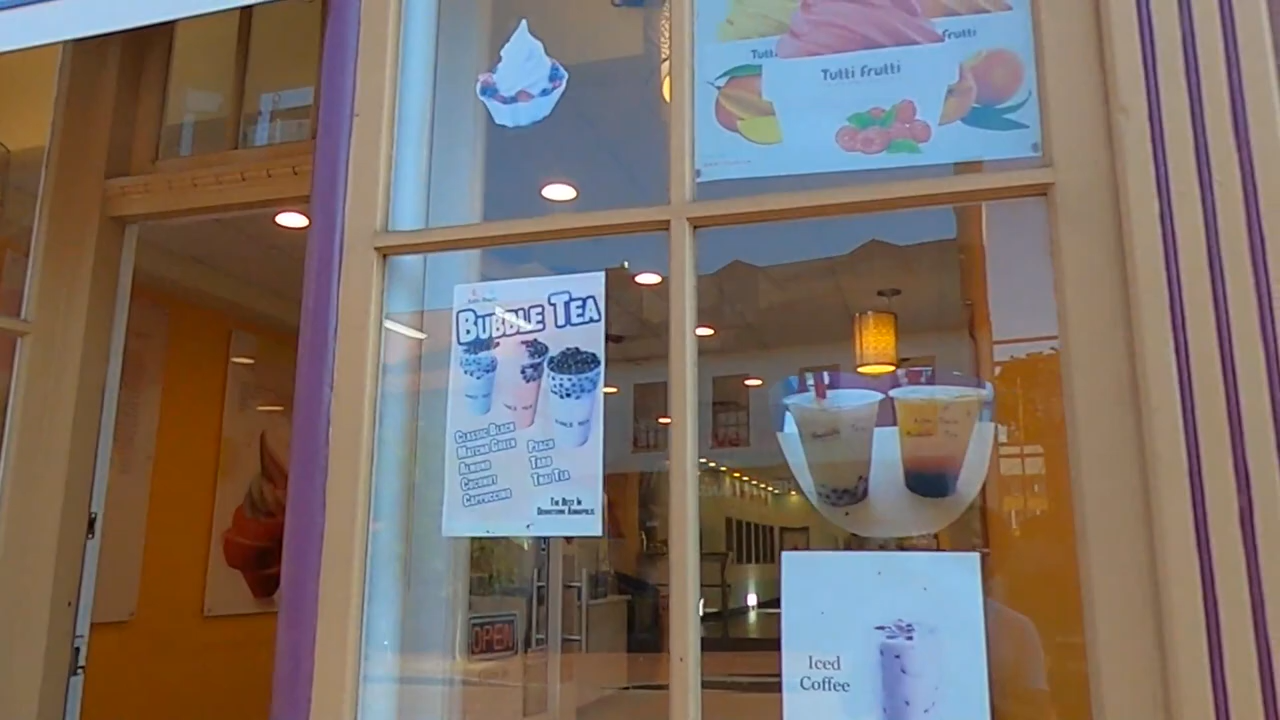 Tutti
frutti
Tutti frutti
BUBBLE TEA
CLASSIC BLACK
MATCHA GREEN
ALMOND
COCONUT
CAPPUCCINO
PEACH
TARO
THAI TEA
THE BEST IN
DOWNTOWN ANNAPOLIS
OPEN
Iced
Coffee